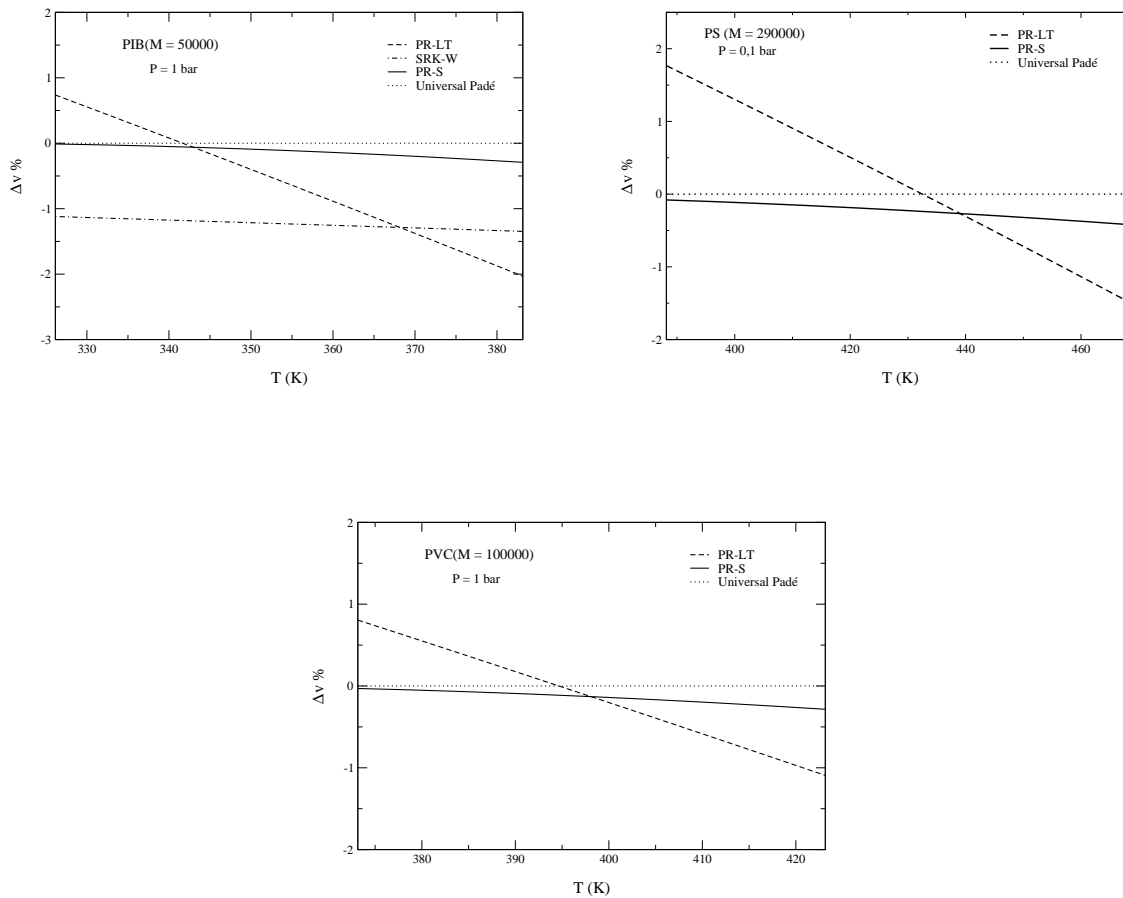 2
1
0
-1
-2
-3
Δv %
PIB(M = 50000)
P = 1 bar
PR-LT
SRK-W
PR-S
Universal Padé
330 340 350 360 370 380
T (K)
2
1
0
-1
-2
Δv %
PS (M = 290000)
P = 0,1 bar
PR-LT
PR-S
Universal Padé
400 420 440 460
T (K)
2
1
0
-1
-2
Δv %
PVC(M = 100000)
P = 1 bar
PR-LT
PR-S
Universal Padé
380 390 400 410 420
T (K)